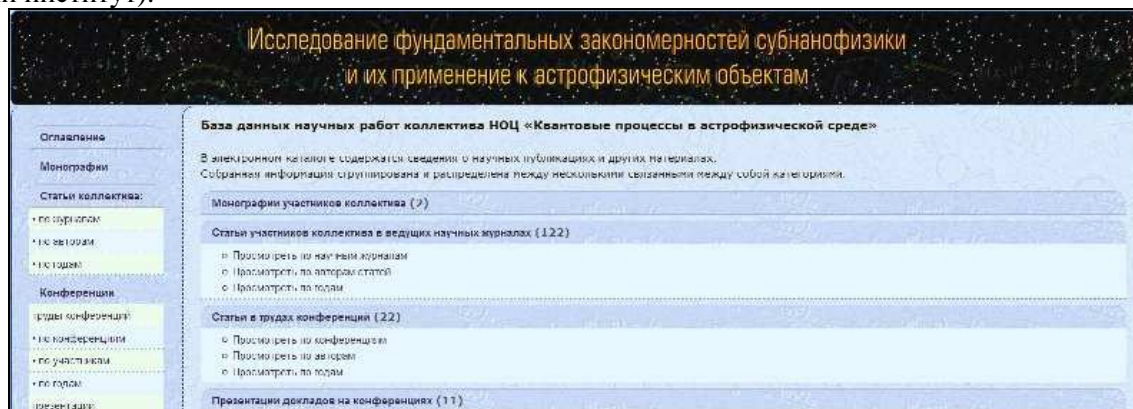 и институт).
Исследование фундаментальных закономерностей субнанофизики
и их применение к астрофизическим объектам
Оглавление
Монографии
Статьи коллектива:
• по журналам
• по авторам
• по годам
Конференции
труды конференций
• по конференциям
• по участникам
• по годам
презентации
База данных научных работ коллектива НОЦ «Квантовые процессы в астрофизической среде»
В электронном каталоге содержатся сведения о научных публикациях и других материалах.
Собранная информация сгруппирована и распределена между несколькими связанными между собой категориями.
Монографии участников коллектива (2)
Статьи участников коллектива в ведущих научных журналах (122)
o Просмотреть по научным журналам
o Просмотреть по авторам статей
o Просмотреть по годам
Статьи в трудах конференций (22)
o Просмотреть по конференциям
o Просмотреть по авторам
o Просмотреть по годам
Презентации докладов на конференциях (11)